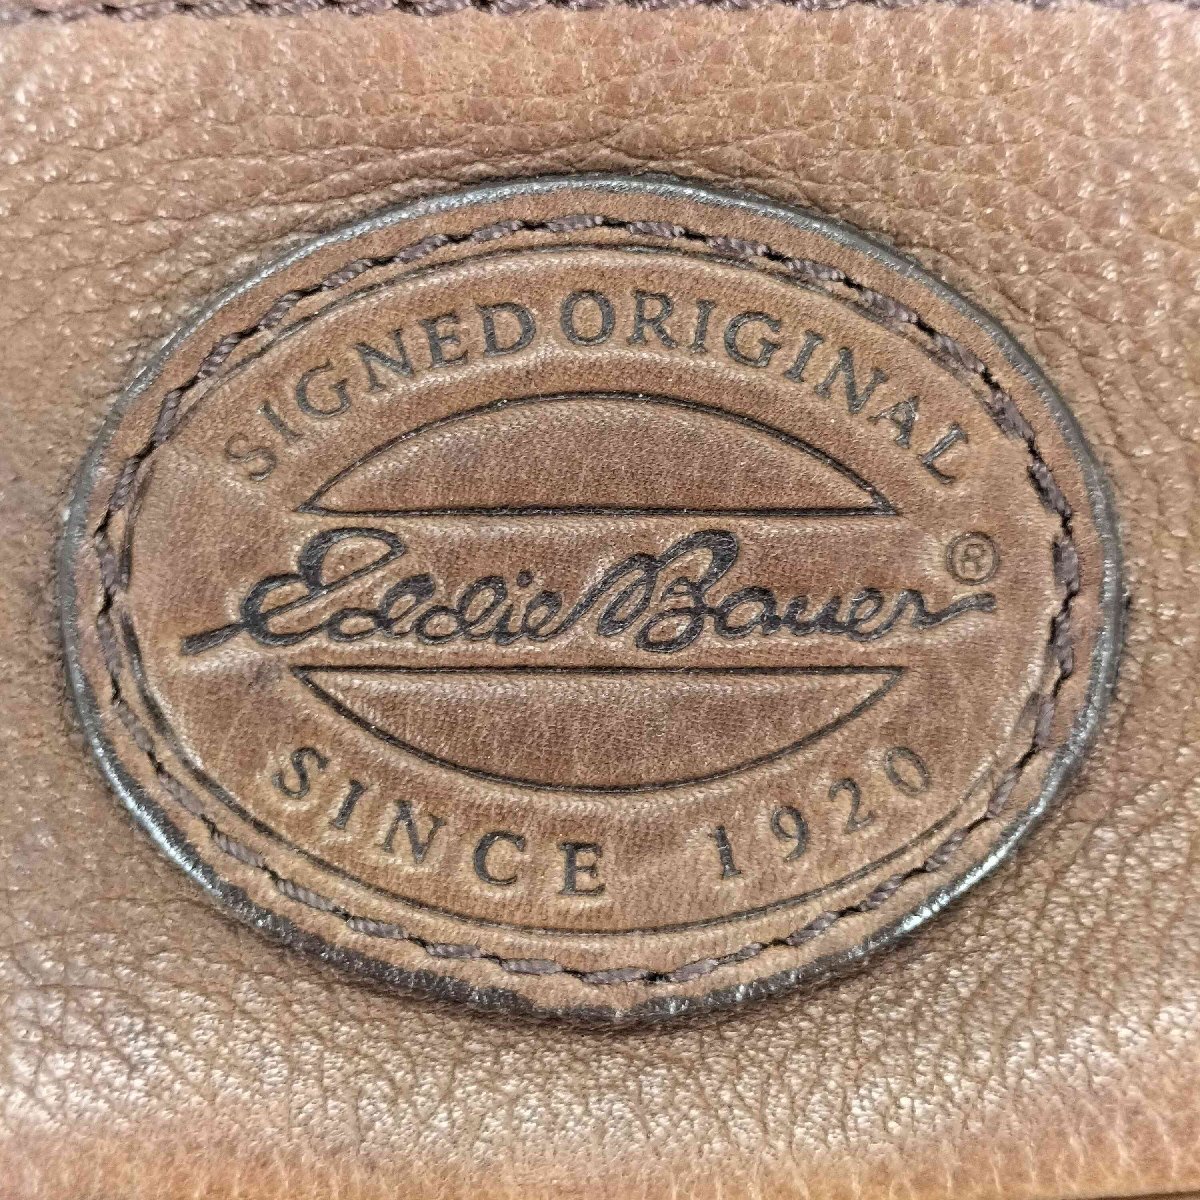 SIGNED ORIGINAL
Eddie Bauer ®
SINCE 1920